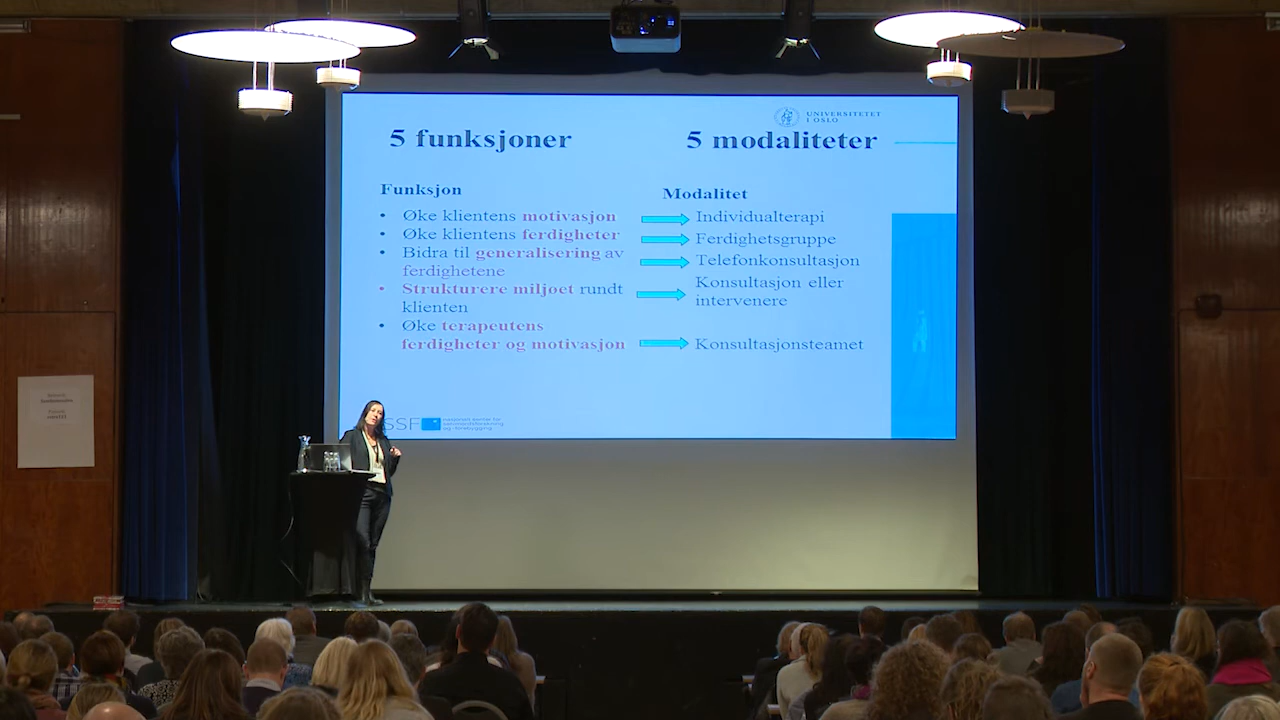 UNIVERSITETET
I OSLO
5 funksjoner
5 modaliteter
Funksjon
Modalitet
• Øke klientens motivasjon
Individualterapi
• Øke klientens ferdigheter
Ferdighetsgruppe
• Bidra til generalisering av
ferdighetene
Telefonkonsultasjon
• Strukturere miljøet rundt
klienten
Konsultasjon eller
intervenere
• Øke terapeutens
ferdigheter og motivasjon
Konsultasjonsteamet
SSF